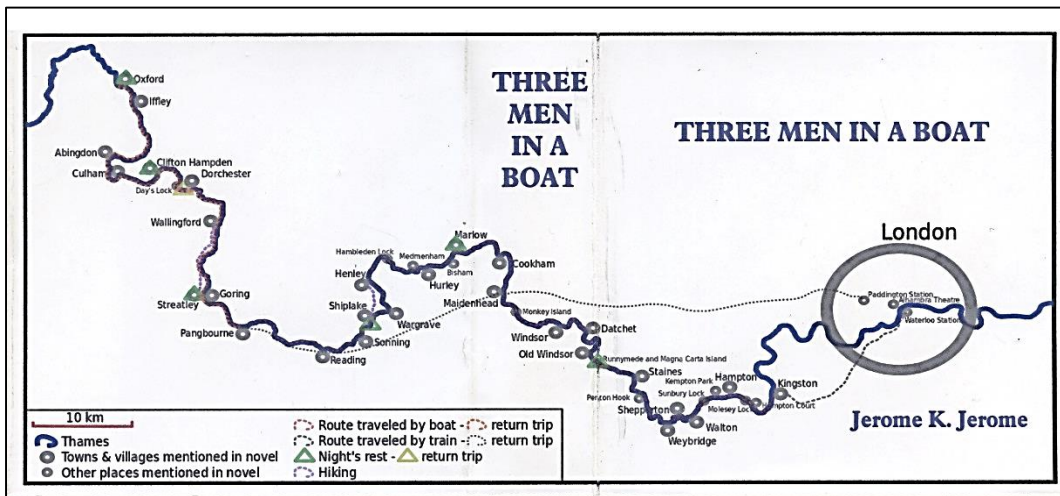 THREE
MEN
IN A
BOAT
THREE MEN IN A BOAT
London
Oxford
Iffley
Abingdon
Culham
Clifton Hampden
Dorchester
Day's Lock
Wallingford
Streatley
Goring
Pangbourne
Reading
Sonning
Shiplake
Wargrave
Henley
Hambleden Lock
Medmenham
Hurley
Bisham
Marlow
Cookham
Maidenhead
Monkey Island
Windsor
Datchet
Old Windsor
Runnymede and Magna Carta Island
Staines
Penton Hook
Shepperton
Weybridge
Walton
Sunbury Lock
Kempton Park
Hampton
Molesey Lock
Hampton Court
Kingston
Paddington Station
Alhambra Theatre
Waterloo Station
Jerome K. Jerome
10 km
Thames
Towns & villages mentioned in novel
Other places mentioned in novel
Route traveled by boat - return trip
Route traveled by train - return trip
Night's rest - return trip
Hiking